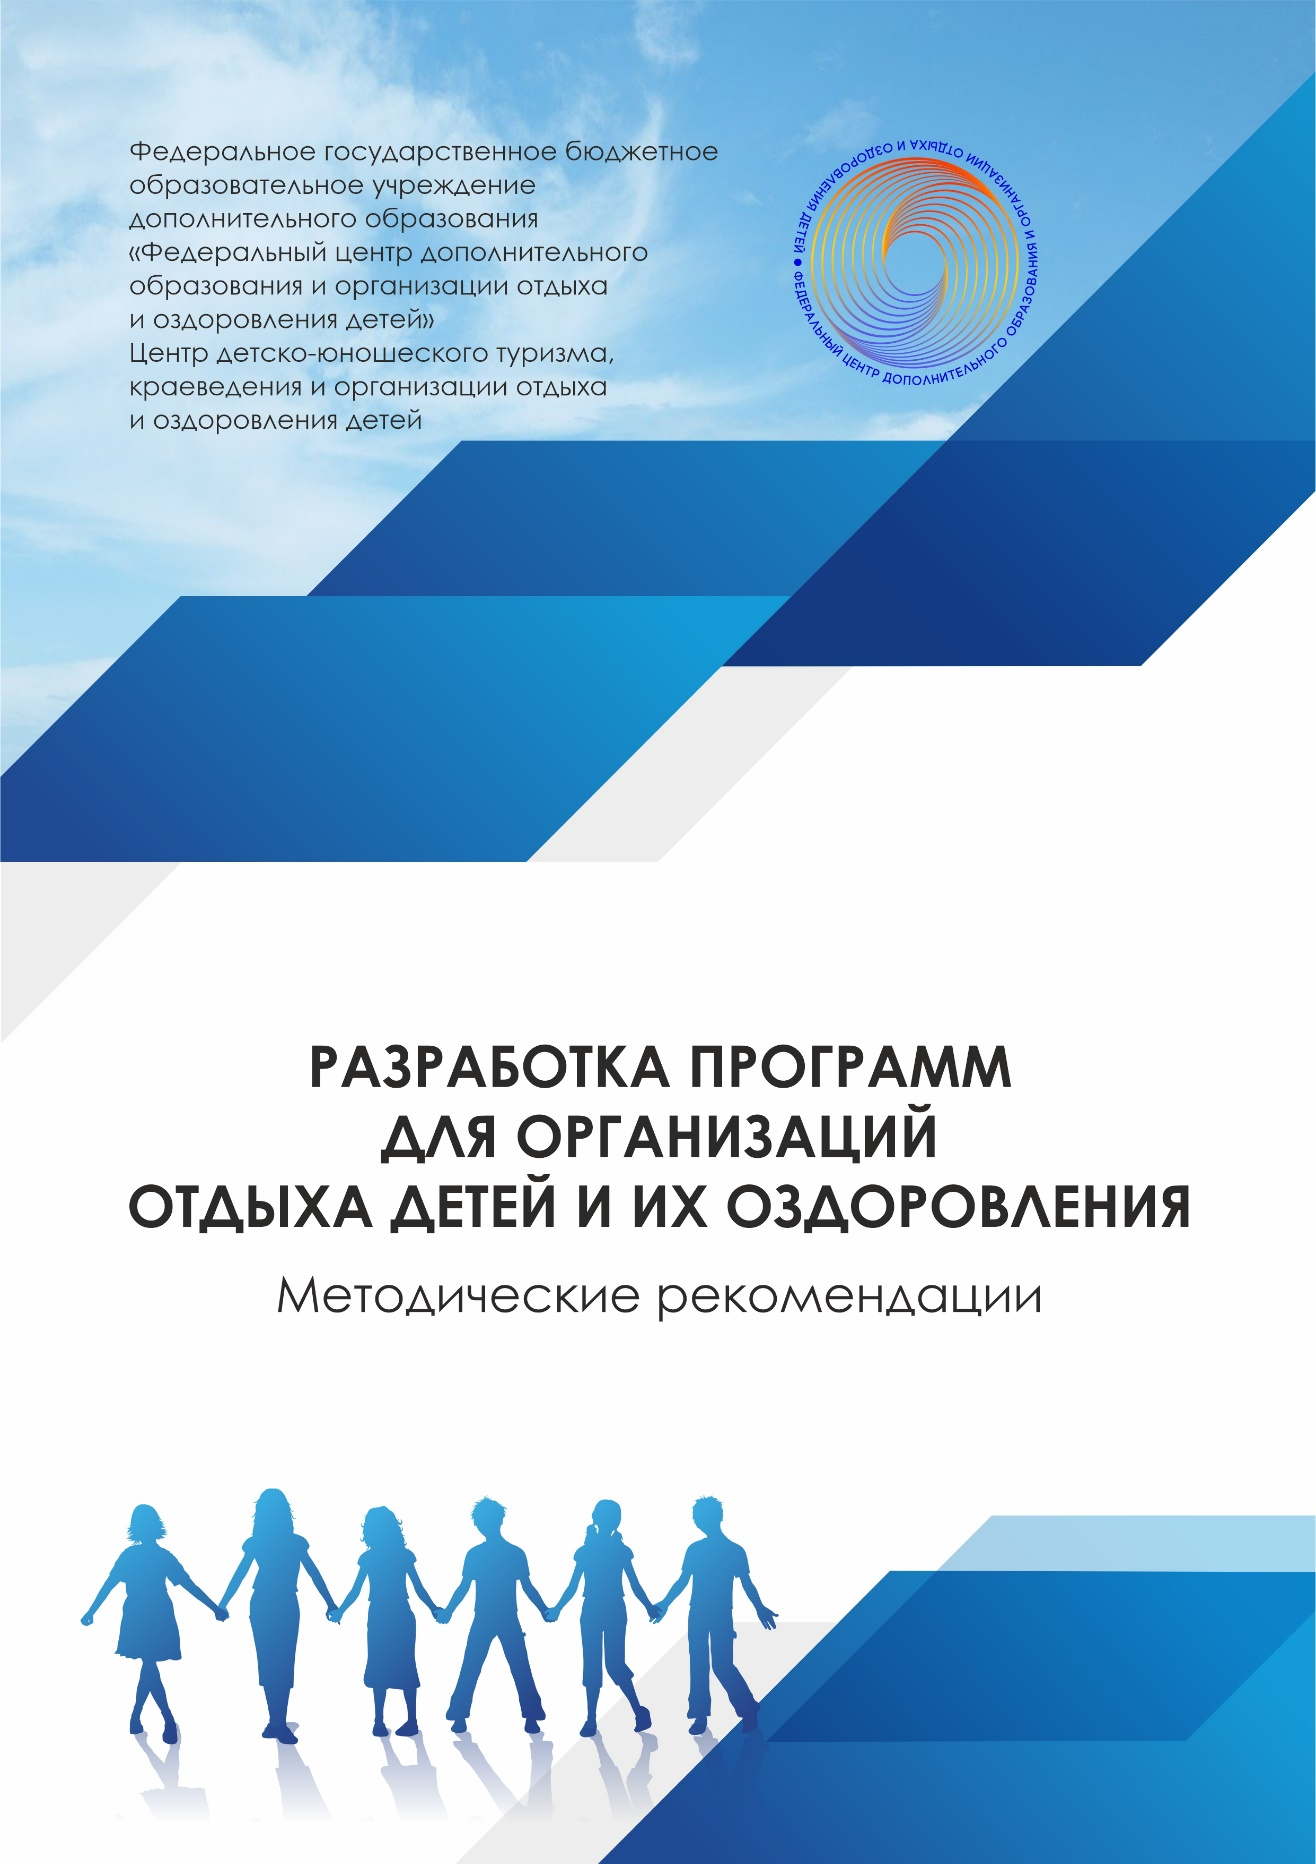 Федеральное государственное бюджетное
образовательное учреждение
дополнительного образования
«Федеральный центр дополнительного
образования и организации отдыха
и оздоровления детей»
Центр детско-юношеского туризма,
краеведения и организации отдыха
и оздоровления детей
ФЕДЕРАЛЬНЫЙ ЦЕНТР ДОПОЛНИТЕЛЬНОГО ОБРАЗОВАНИЯ И ОРГАНИЗАЦИИ ОТДЫХА И ОЗДОРОВЛЕНИЯ ДЕТЕЙ •
РАЗРАБОТКА ПРОГРАММ
ДЛЯ ОРГАНИЗАЦИЙ
ОТДЫХА ДЕТЕЙ И ИХ ОЗДОРОВЛЕНИЯ
Методические рекомендации